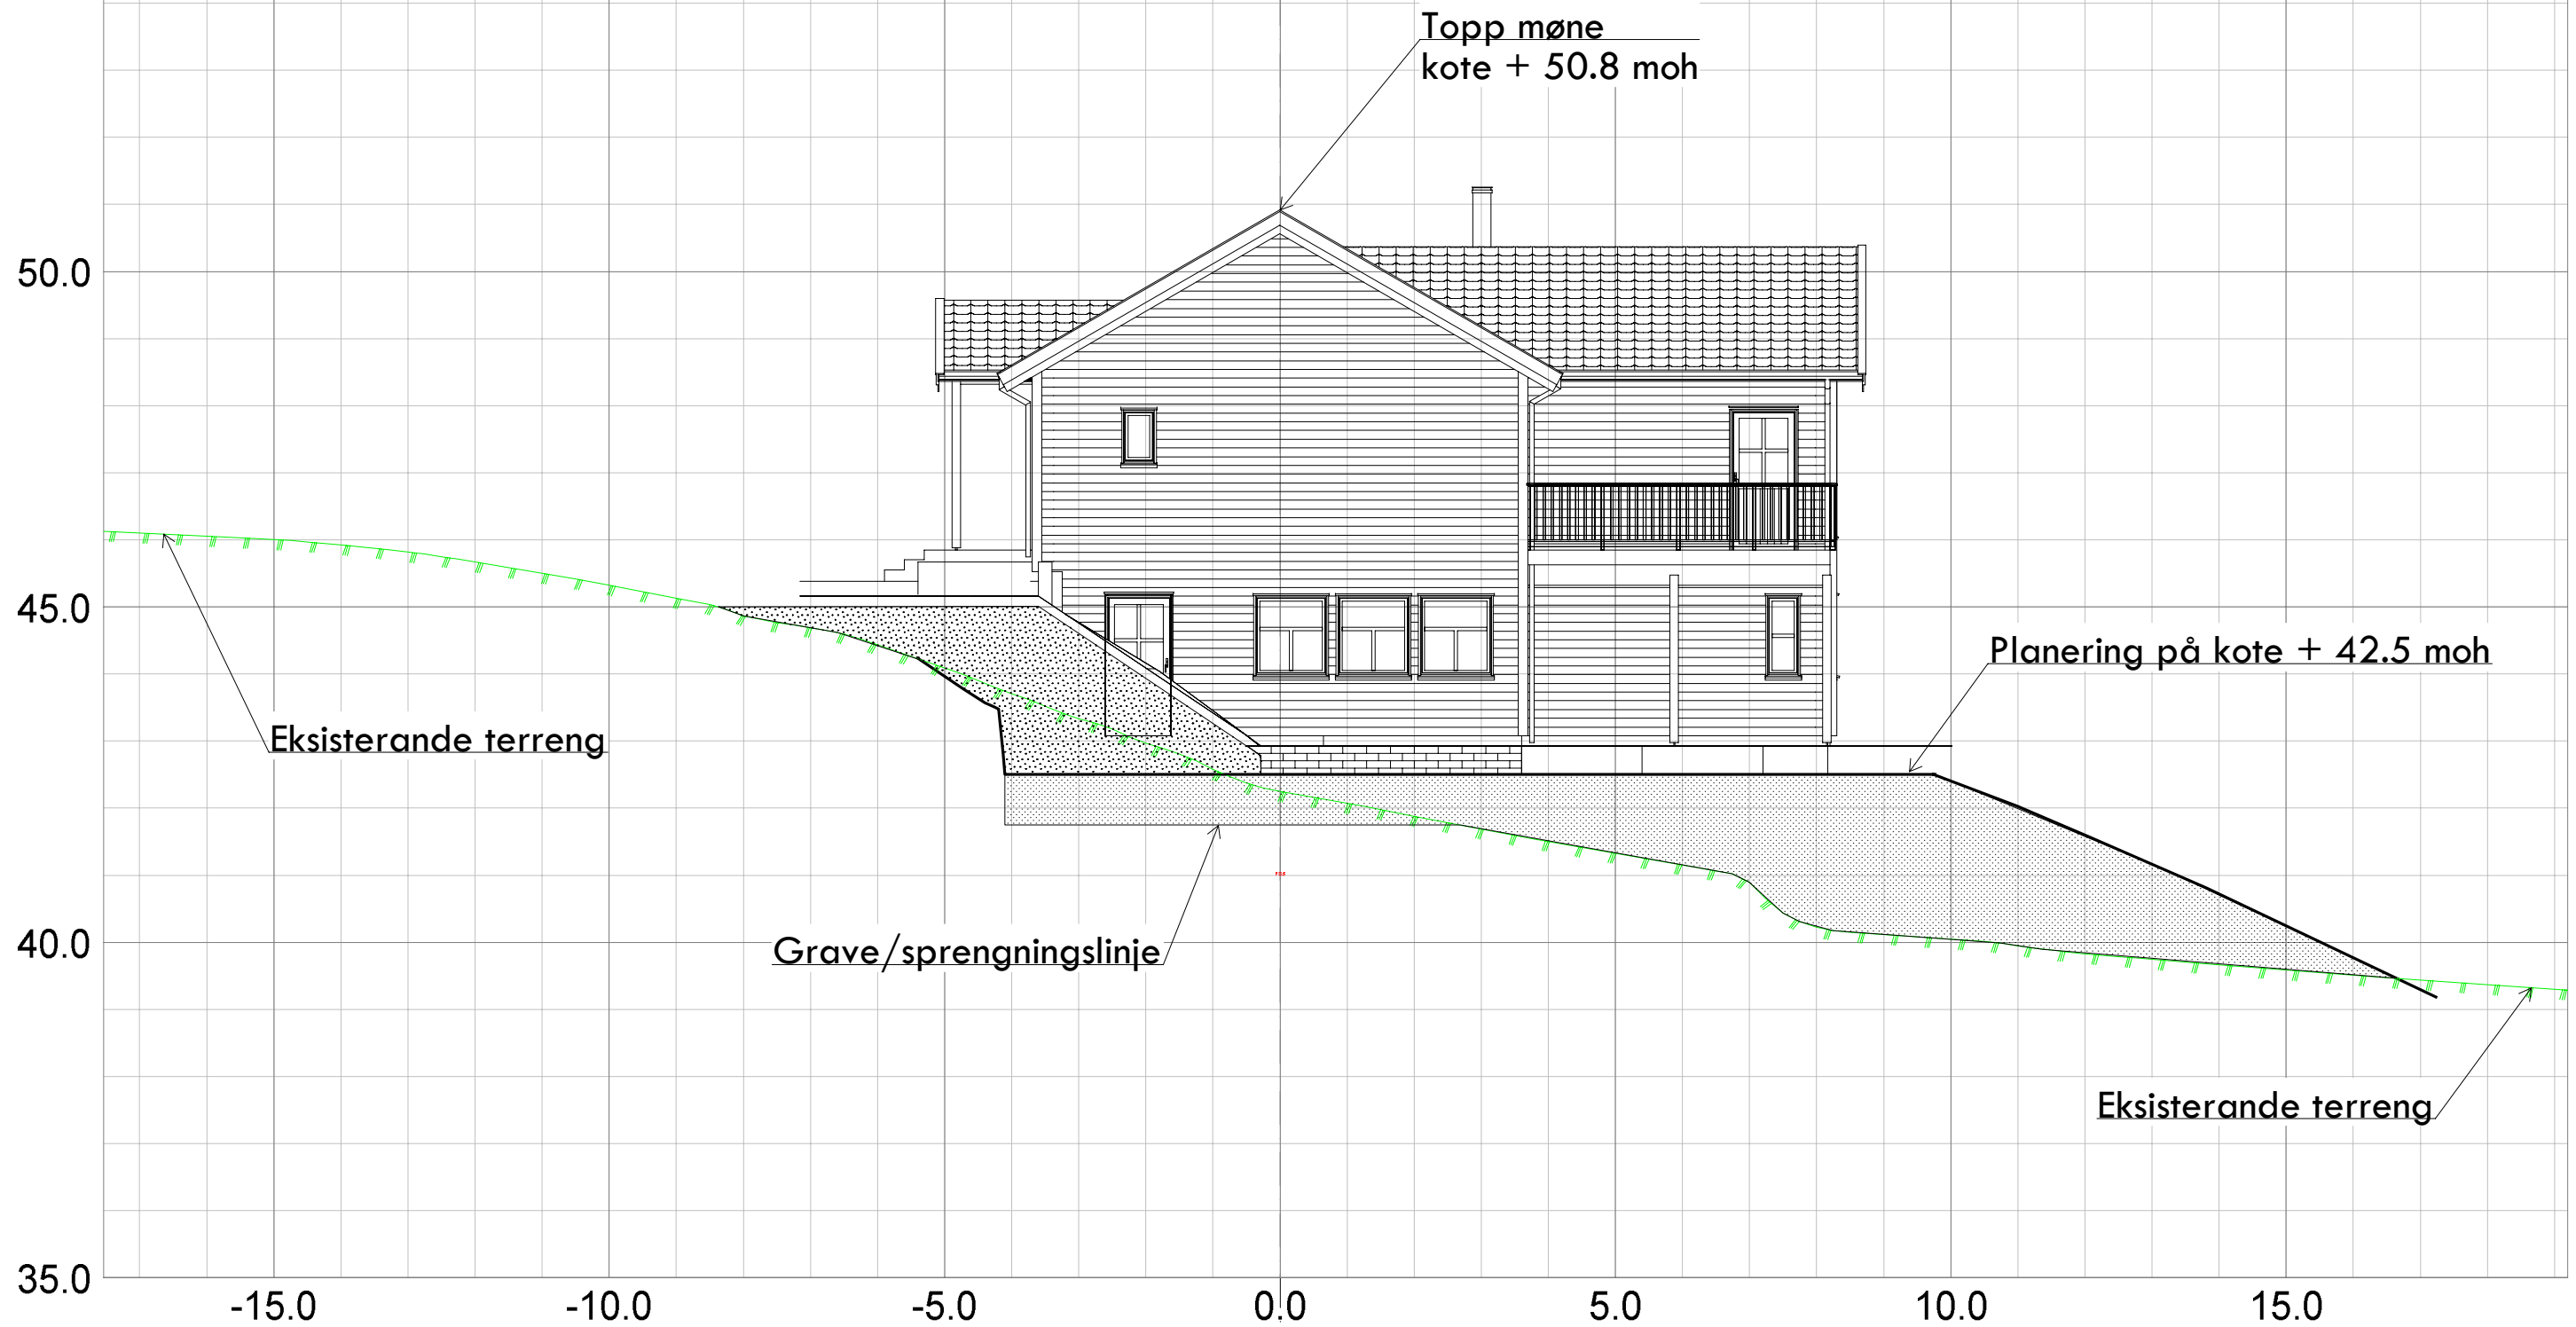 Topp møne
kote + 50.8 moh
50.0
45.0
Planering på kote + 42.5 moh
Eksisterande terreng
40.0
Grave/sprengningslinje
Eksisterande terreng
35.0
-15.0 -10.0 -5.0 0.0 5.0 10.0 15.0